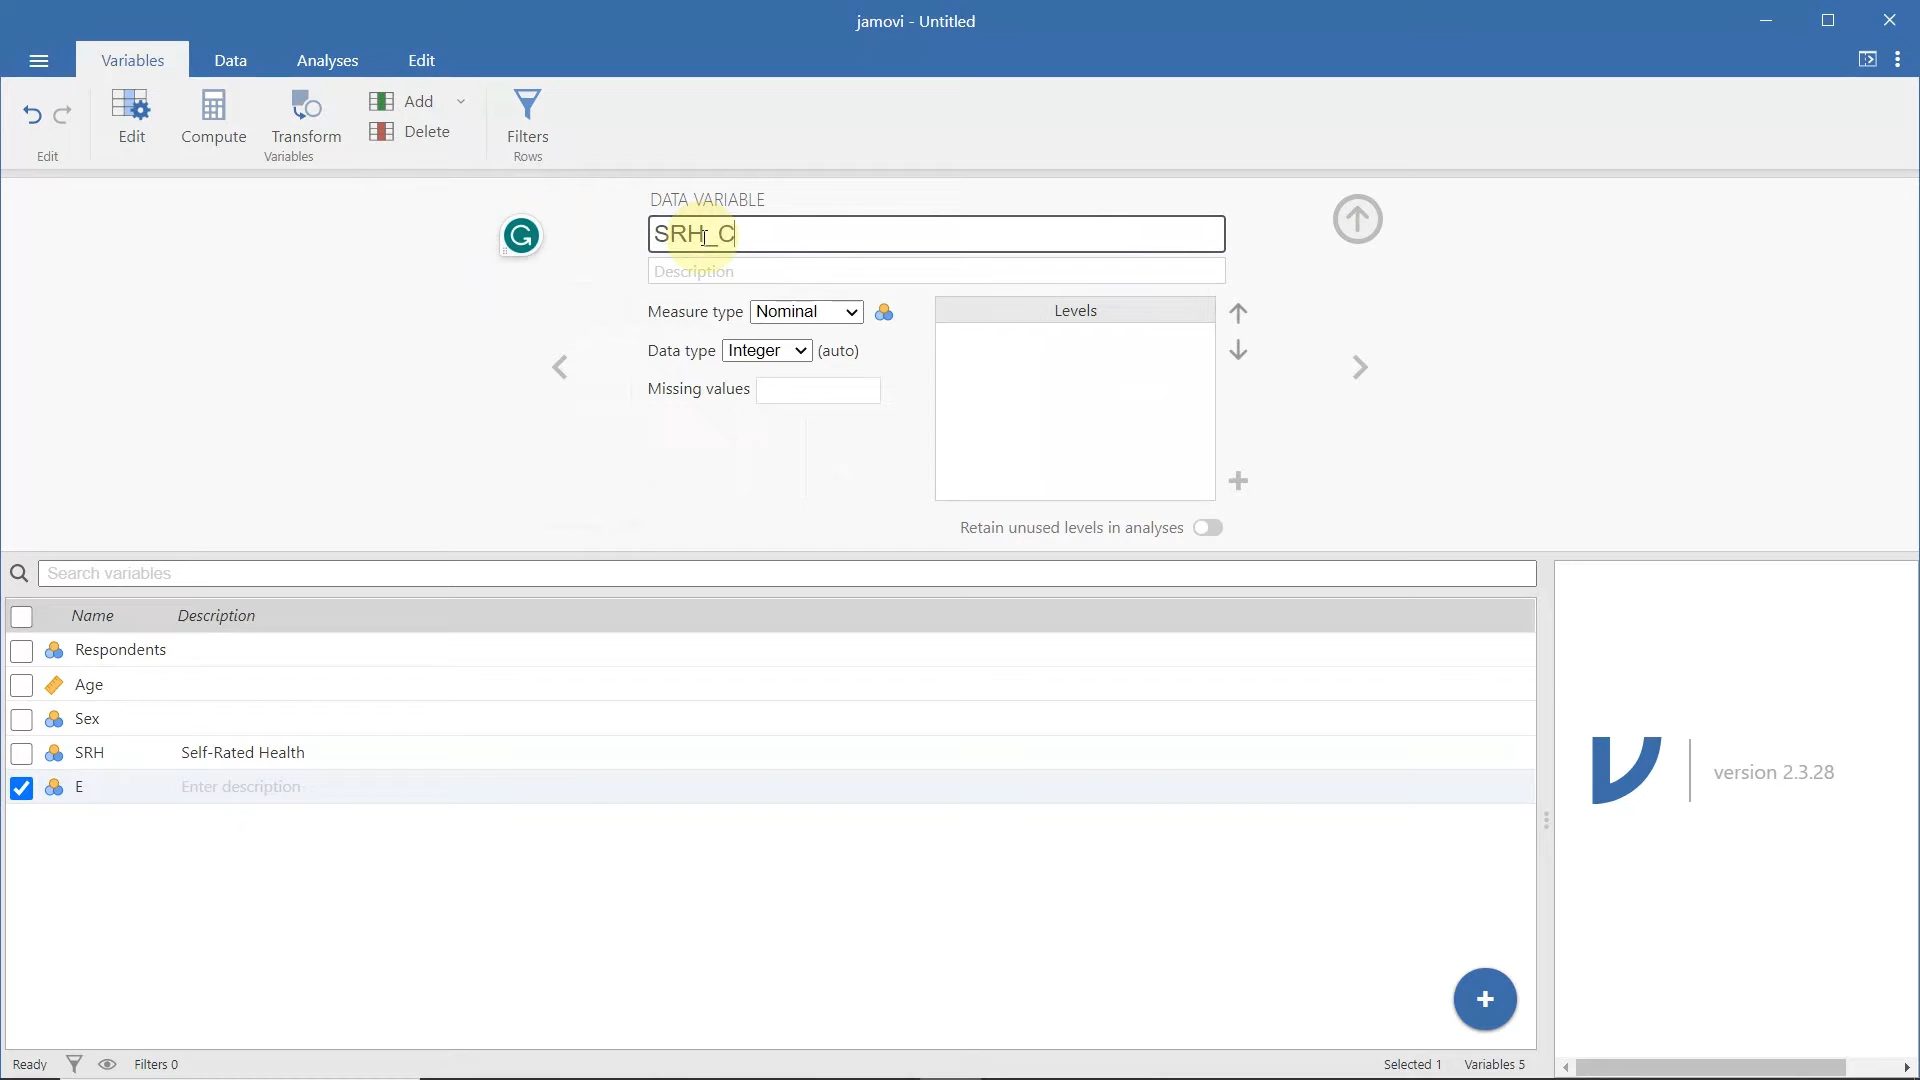 jamovi - Untitled
Variables
Data
Analyses
Edit
Edit
Compute
Transform
Add
Delete
Filters
Edit
Variables
Rows
DATA VARIABLE
SRH_C
Description
Measure type Nominal
Levels
Data type Integer (auto)
Missing values
Retain unused levels in analyses
Search variables
Name Description
Respondents
Age
Sex
SRH Self-Rated Health
E Enter description
version 2.3.28
Ready Filters 0 Selected 1 Variables 5